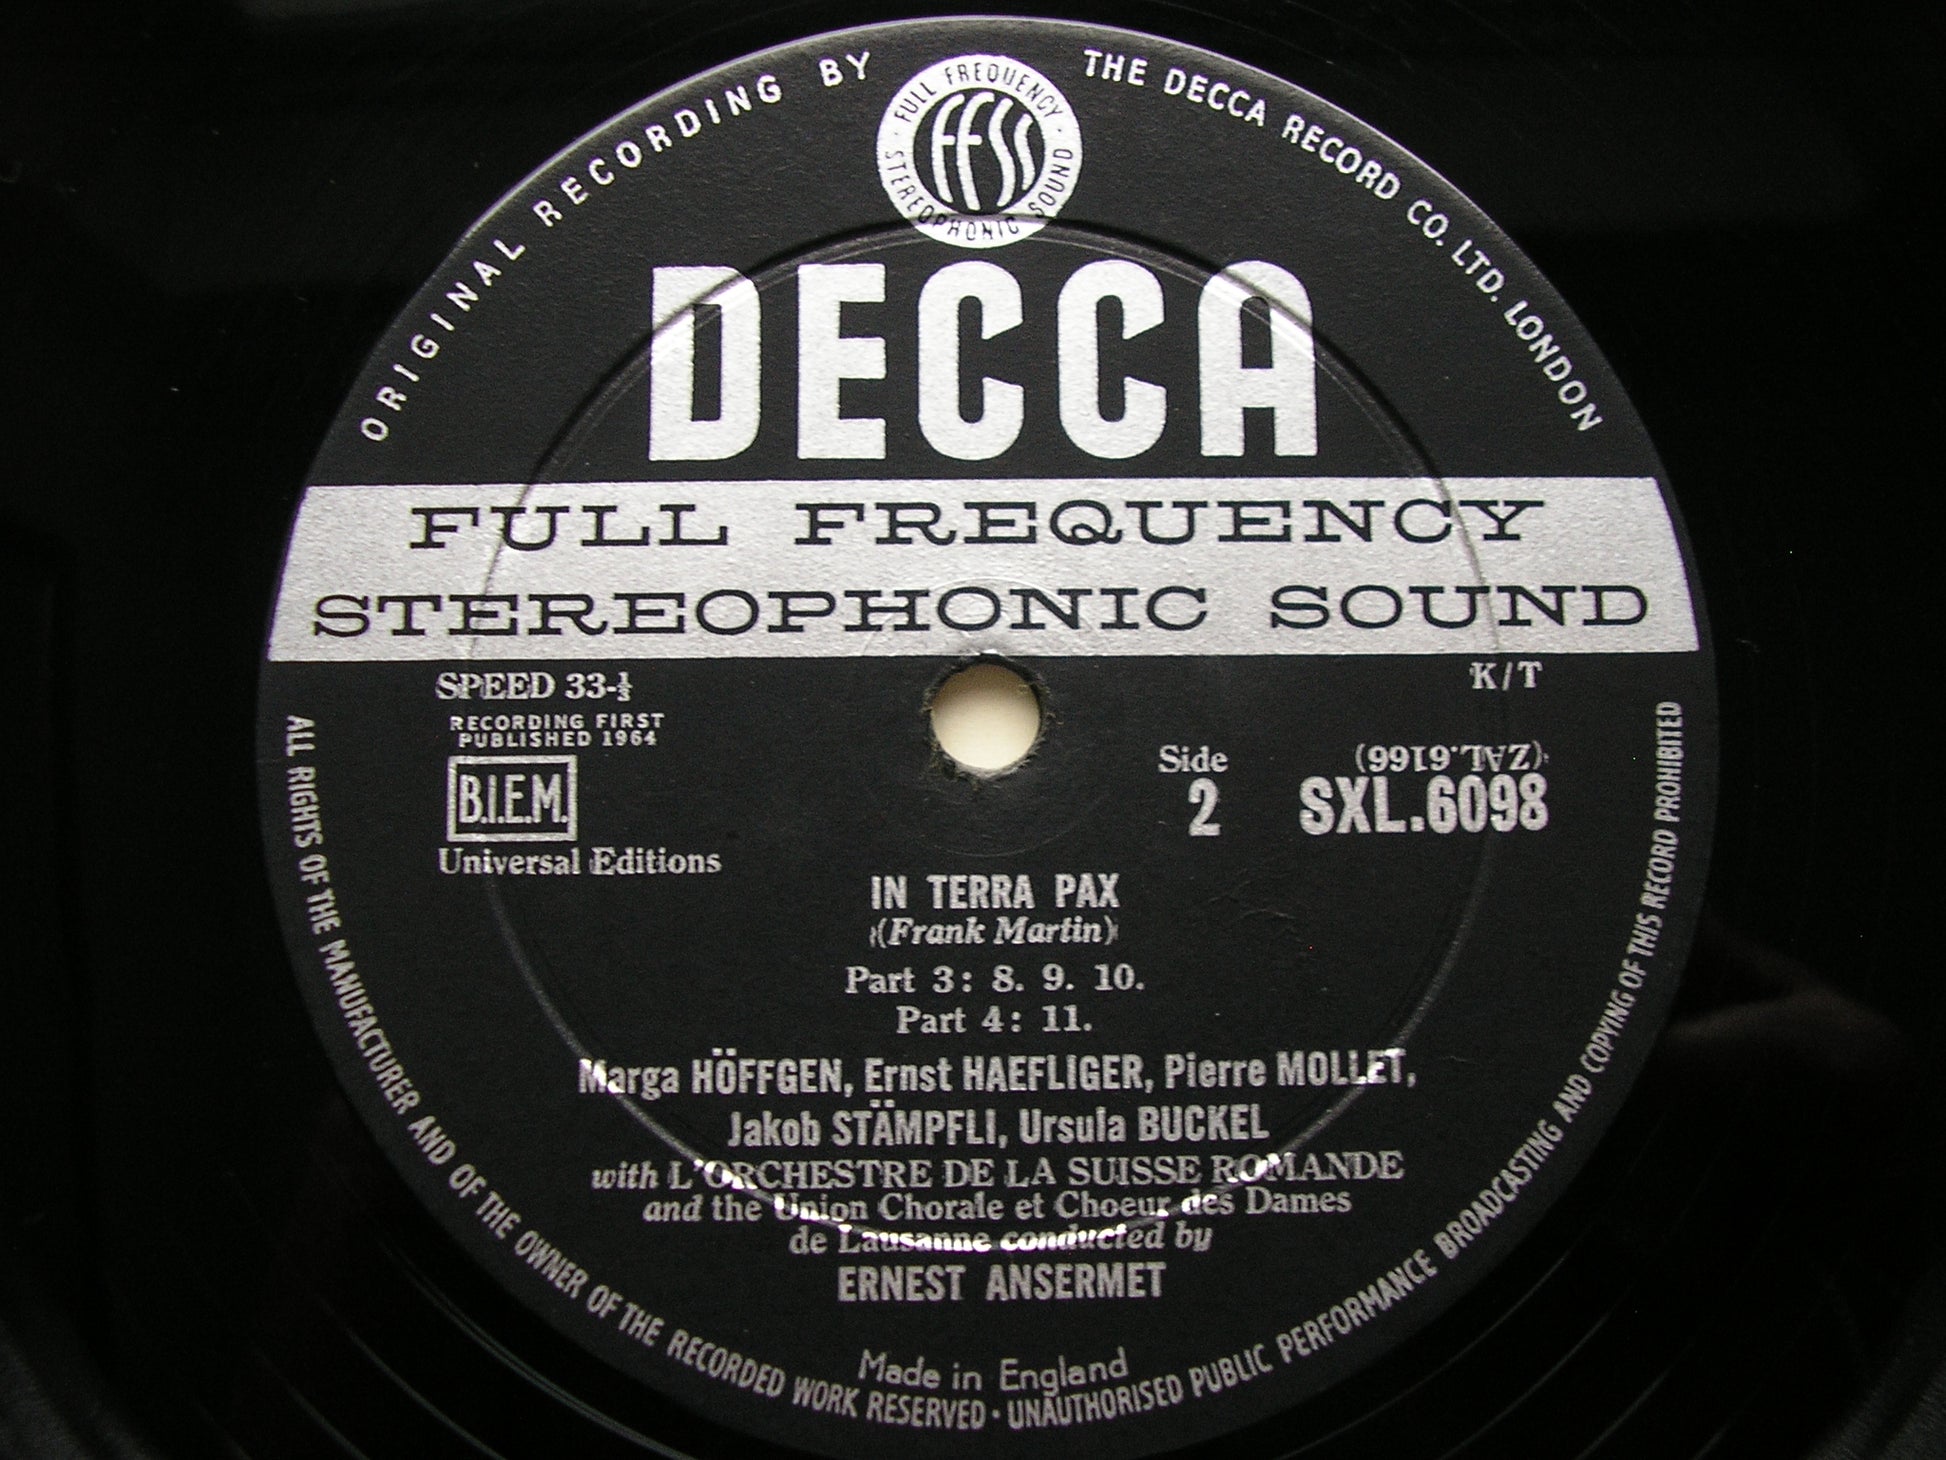 ORIGINAL RECORDING BY THE DECCA RECORD CO. LTD. LONDON
FULL FREQUENCY
FFSS
STEREOPHONIC SOUND
DECCA
FULL FREQUENCY
STEREOPHONIC SOUND
SPEED 33-⅓
K/T
RECORDING FIRST
PUBLISHED 1964
B.I.E.M.
Universal Editions
Side
2
(ZAL.6166)
SXL.6098
IN TERRA PAX
(Frank Martin)
Part 3: 8. 9. 10.
Part 4: 11.
Marga HÖFFGEN, Ernst HAEFLIGER, Pierre MOLLET,
Jakob STÄMPFLI, Ursula BUCKEL
with L'ORCHESTRE DE LA SUISSE ROMANDE
and the Union Chorale et Choeur des Dames
de Lausanne conducted by
ERNEST ANSERMET
Made in England
ALL RIGHTS OF THE MANUFACTURER AND OF THE OWNER OF THE RECORDED WORK RESERVED · UNAUTHORISED PUBLIC PERFORMANCE BROADCASTING AND COPYING OF THIS RECORD PROHIBITED